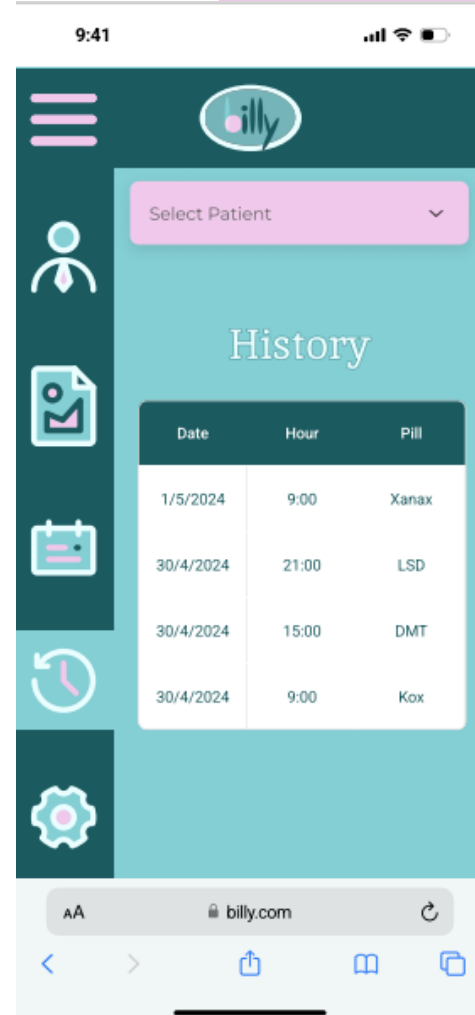 9:41
billy
Select Patient
History
Date Hour Pill
1/5/2024 9:00 Xanax
30/4/2024 21:00 LSD
30/4/2024 15:00 DMT
30/4/2024 9:00 Kox
AA billy.com